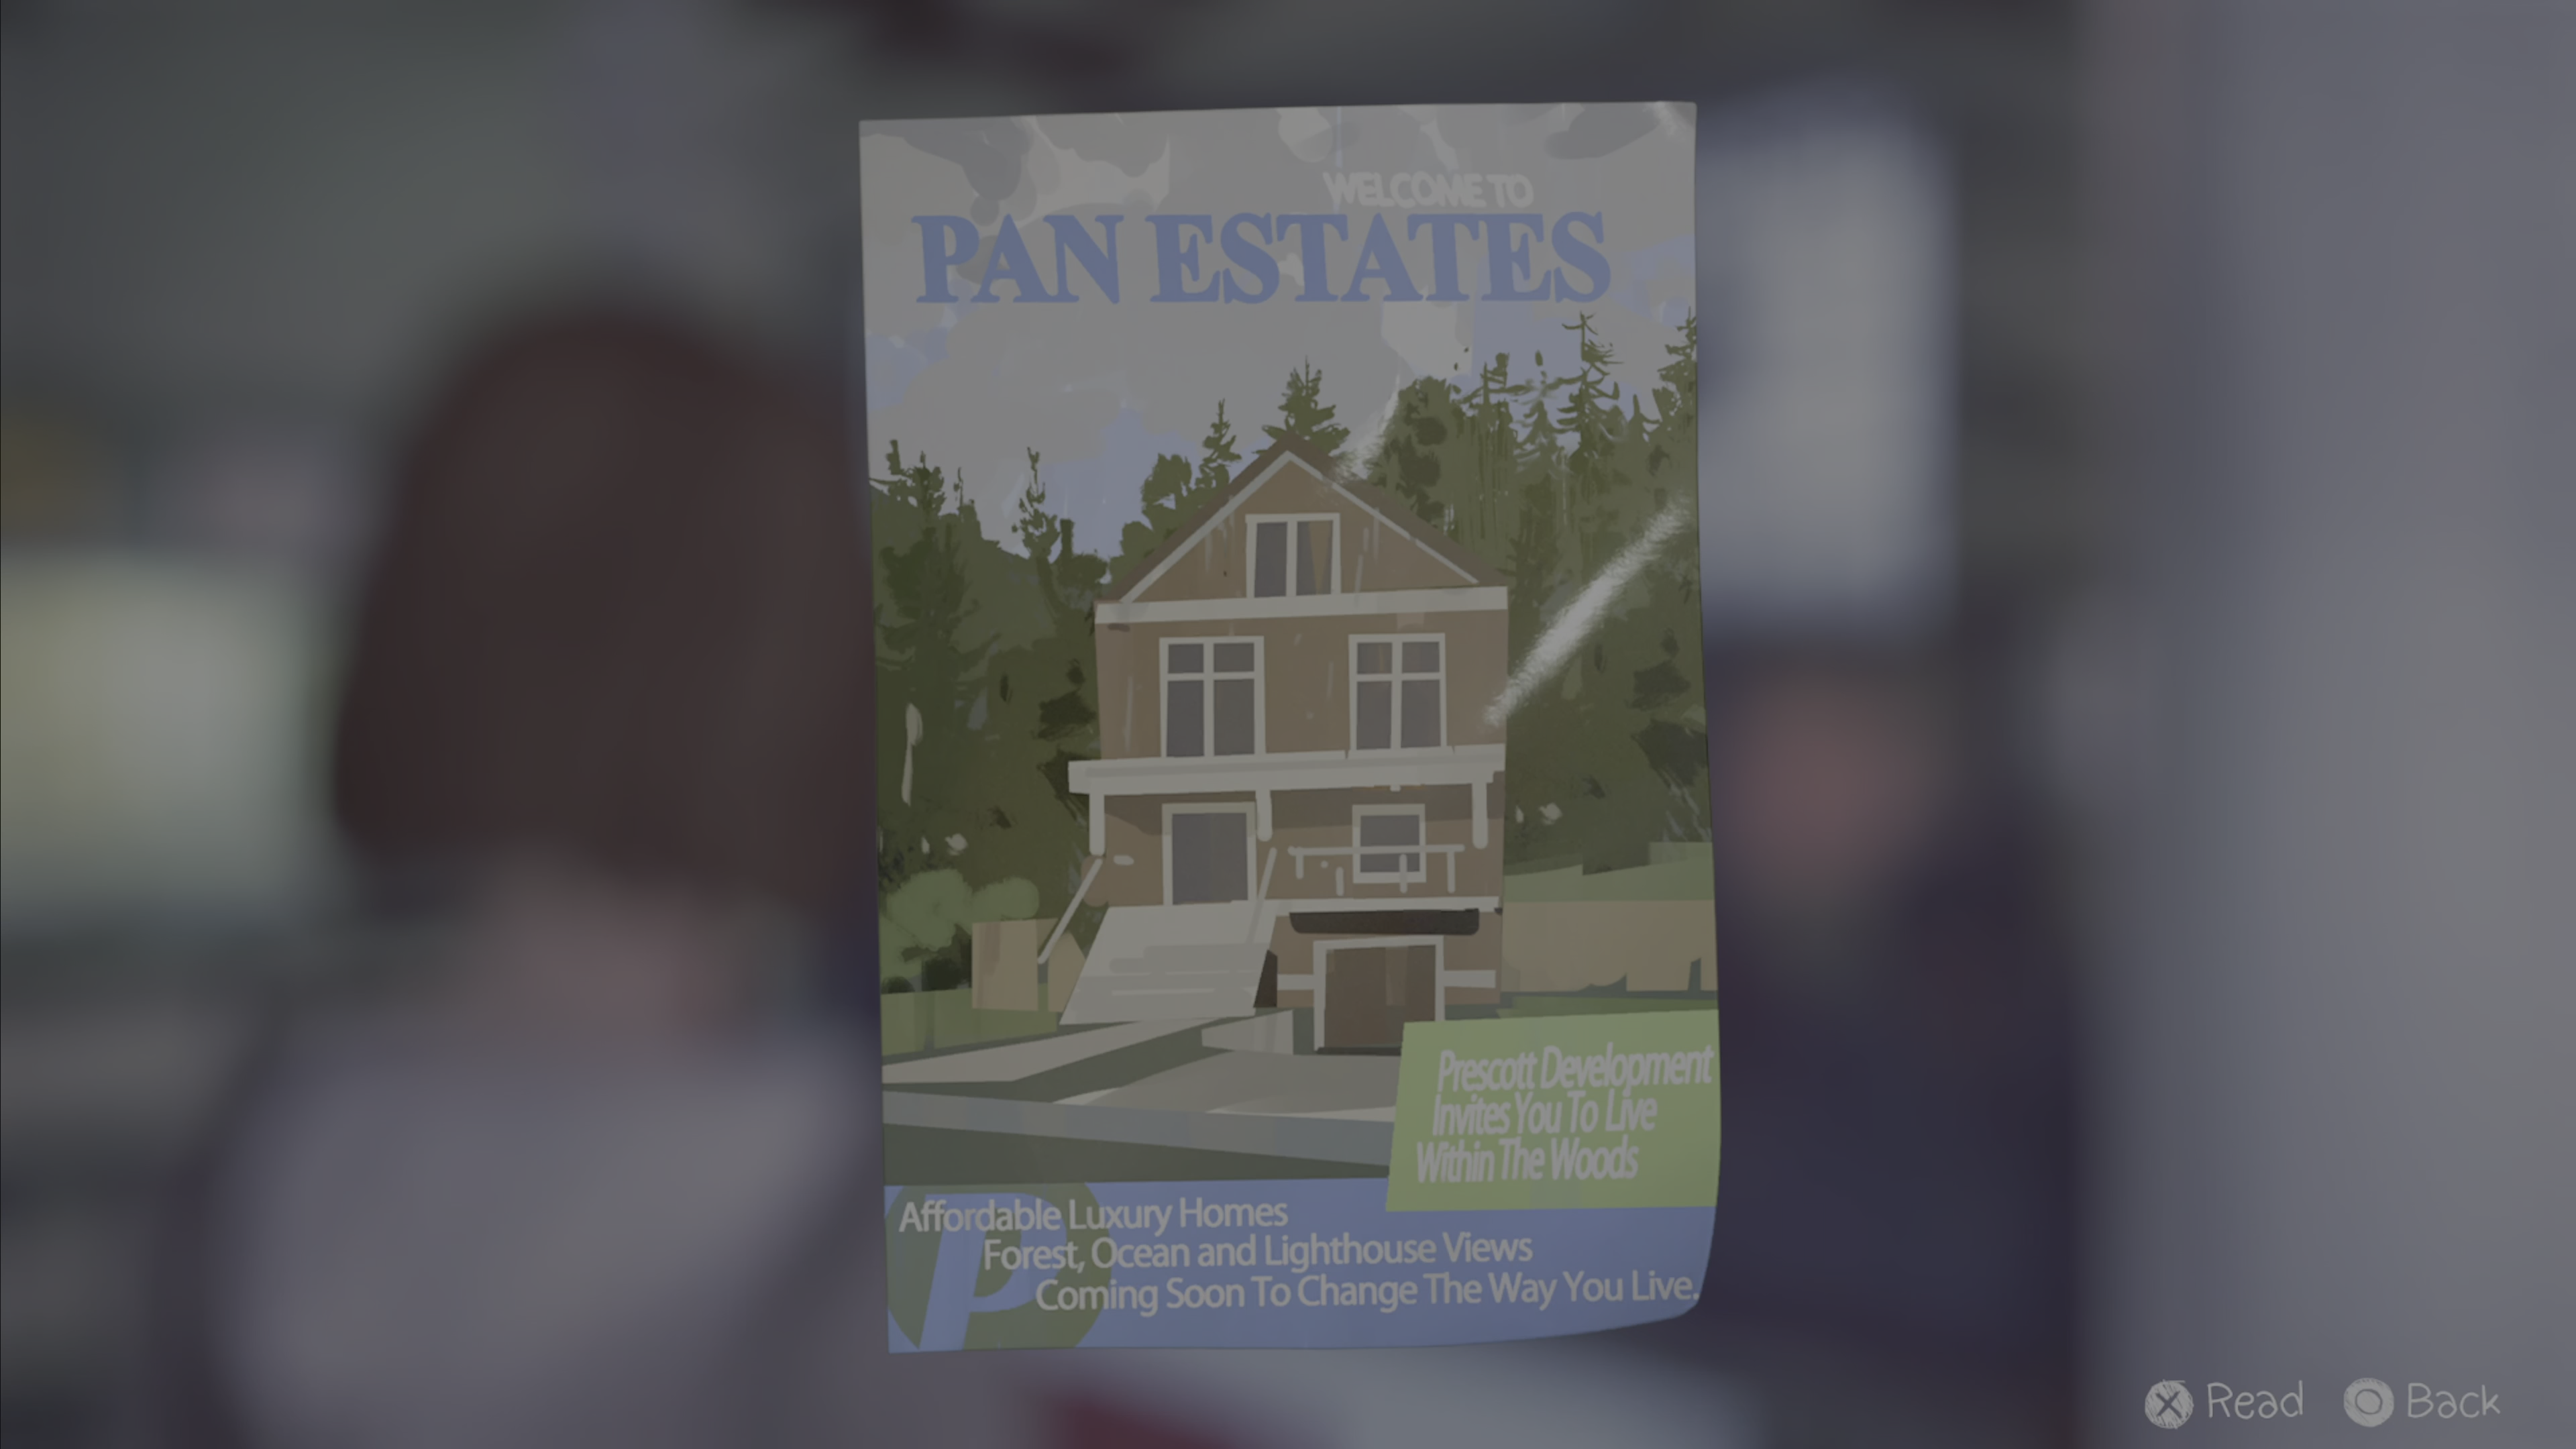 WELCOME TO
PAN ESTATES
Prescott Development
Invites You To Live
Within The Woods
Affordable Luxury Homes
Forest, Ocean and Lighthouse Views
Coming Soon To Change The Way You Live.
P
Read
Back